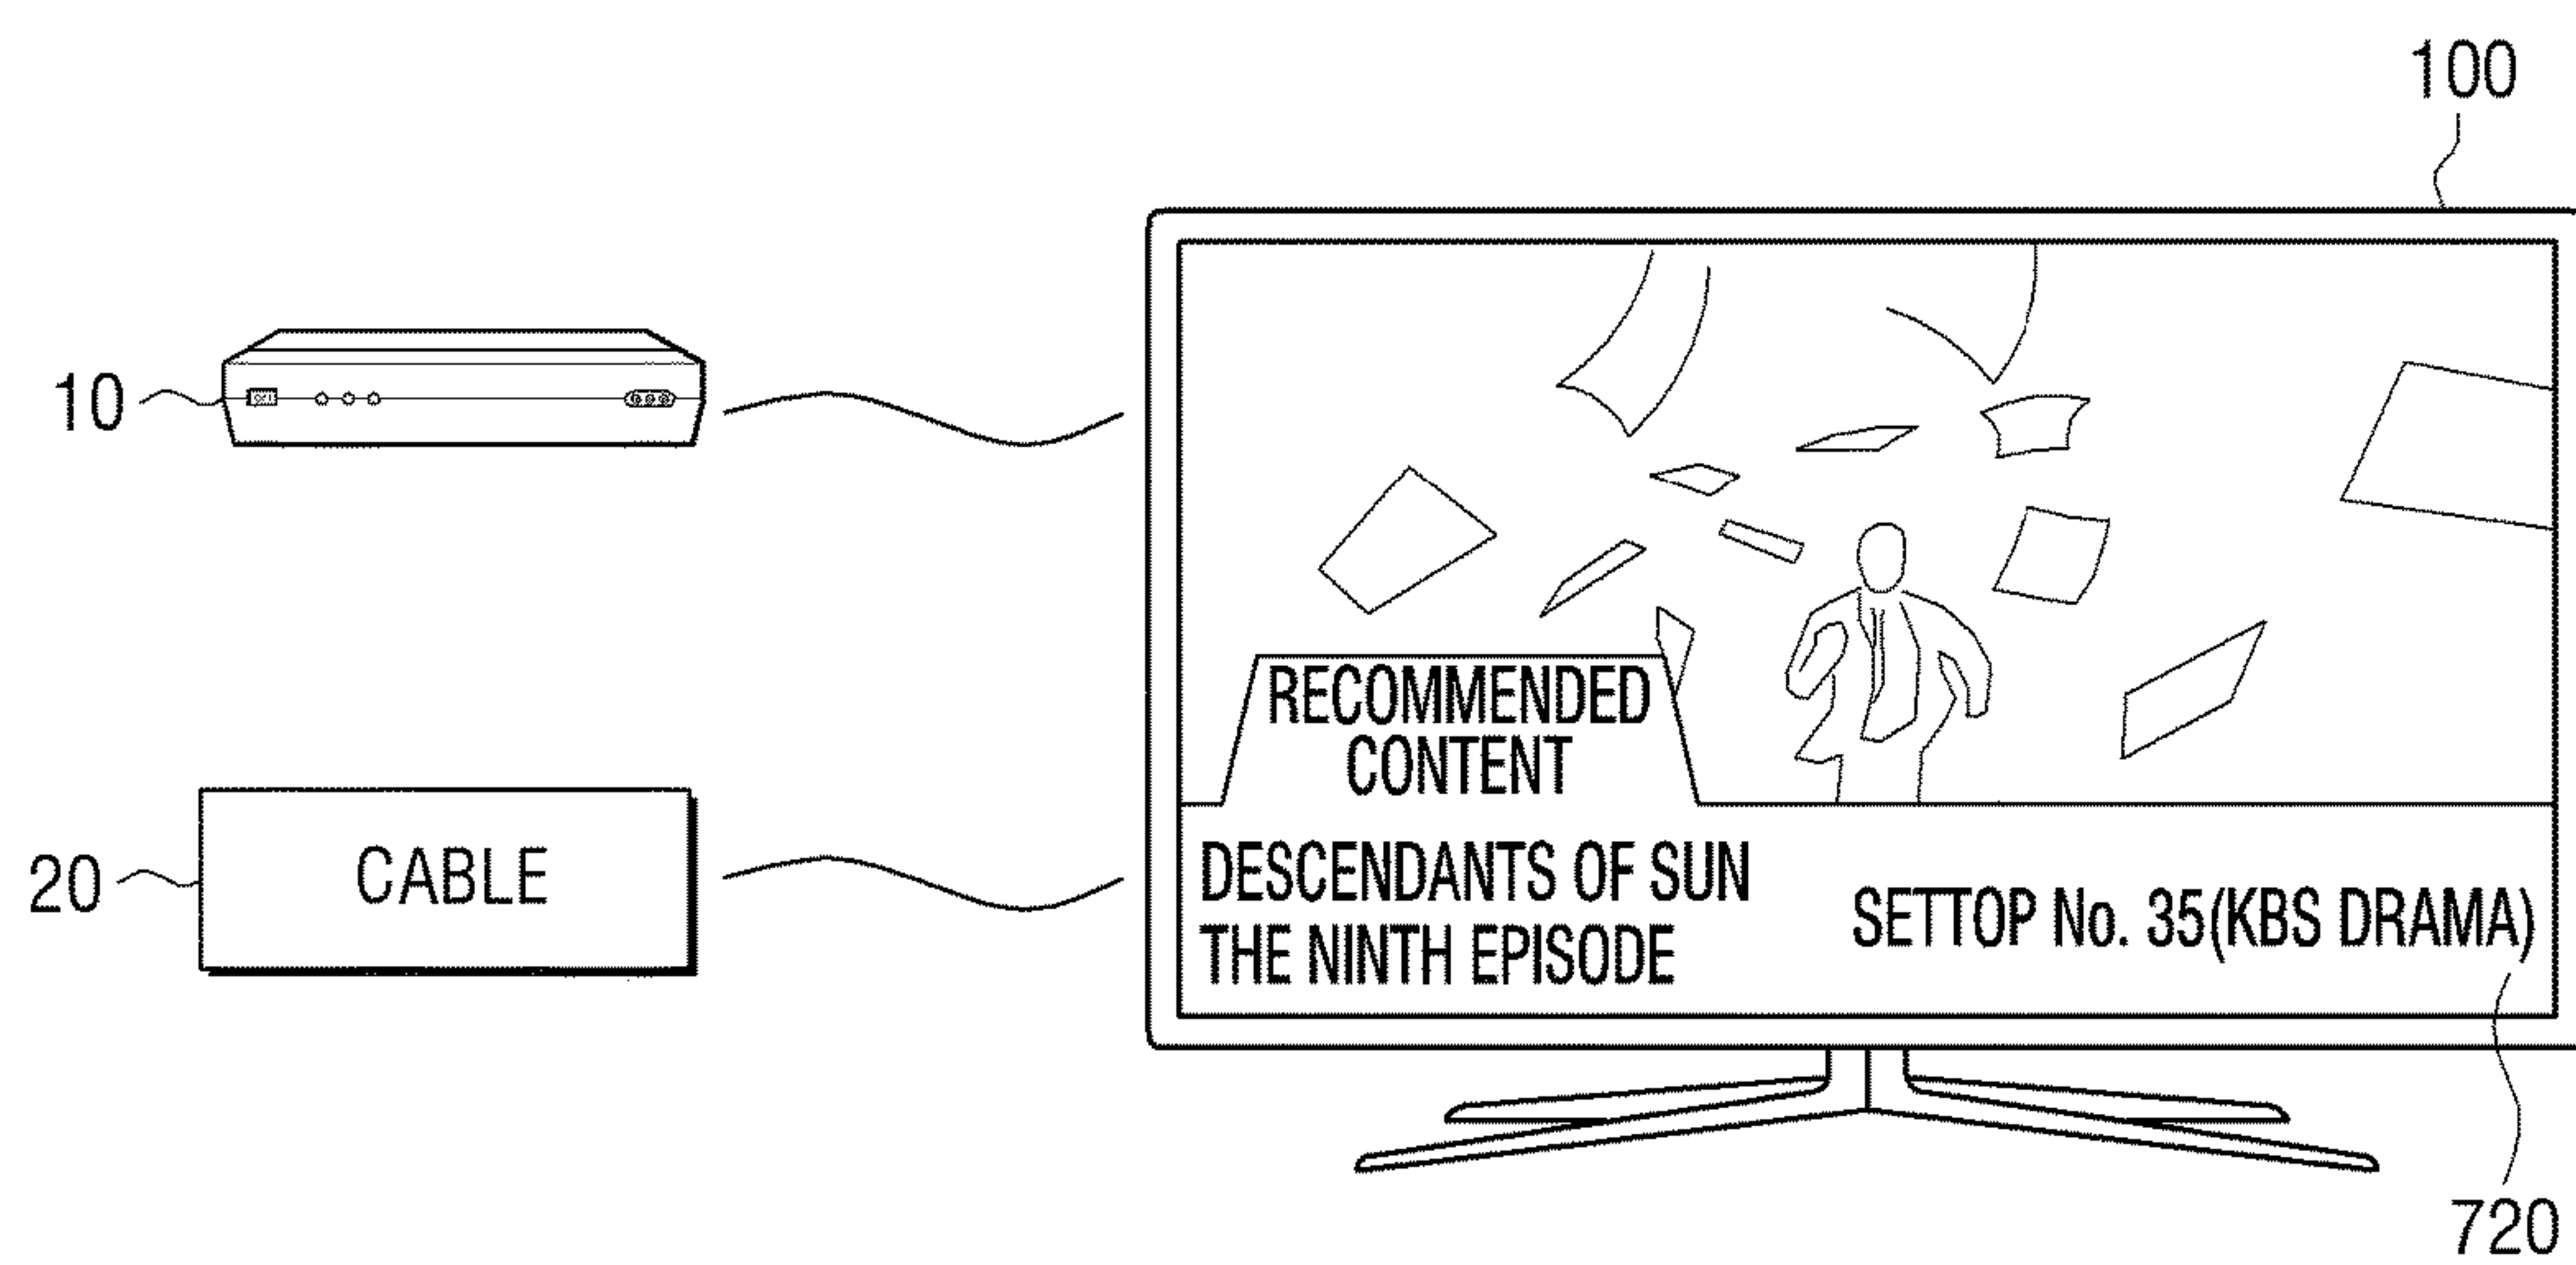 100
10
RECOMMENDED
CONTENT
20
CABLE
DESCENDANTS OF SUN
THE NINTH EPISODE
SETTOP No. 35(KBS DRAMA)
720